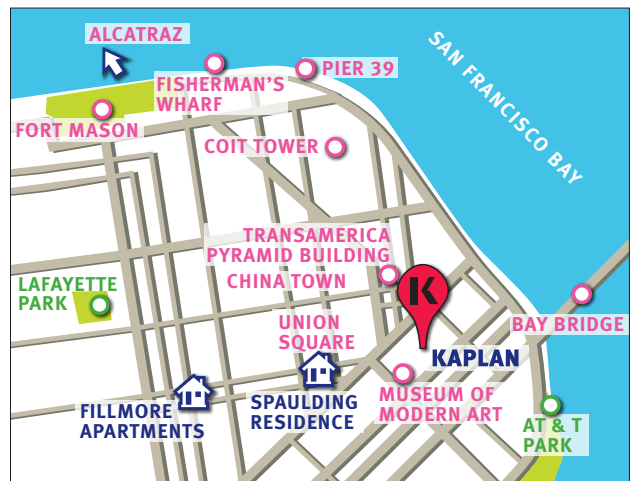 ALCATRAZ
SAN FRANCISCO BAY
PIER 39
FISHERMAN'S
WHARF
FORT MASON
COIT TOWER
TRANSAMERICA
PYRAMID BUILDING
CHINA TOWN
K
LAFAYETTE
PARK
UNION
SQUARE
BAY BRIDGE
KAPLAN
MUSEUM OF
MODERN ART
SPAULDING
RESIDENCE
FILLMORE
APARTMENTS
AT & T
PARK